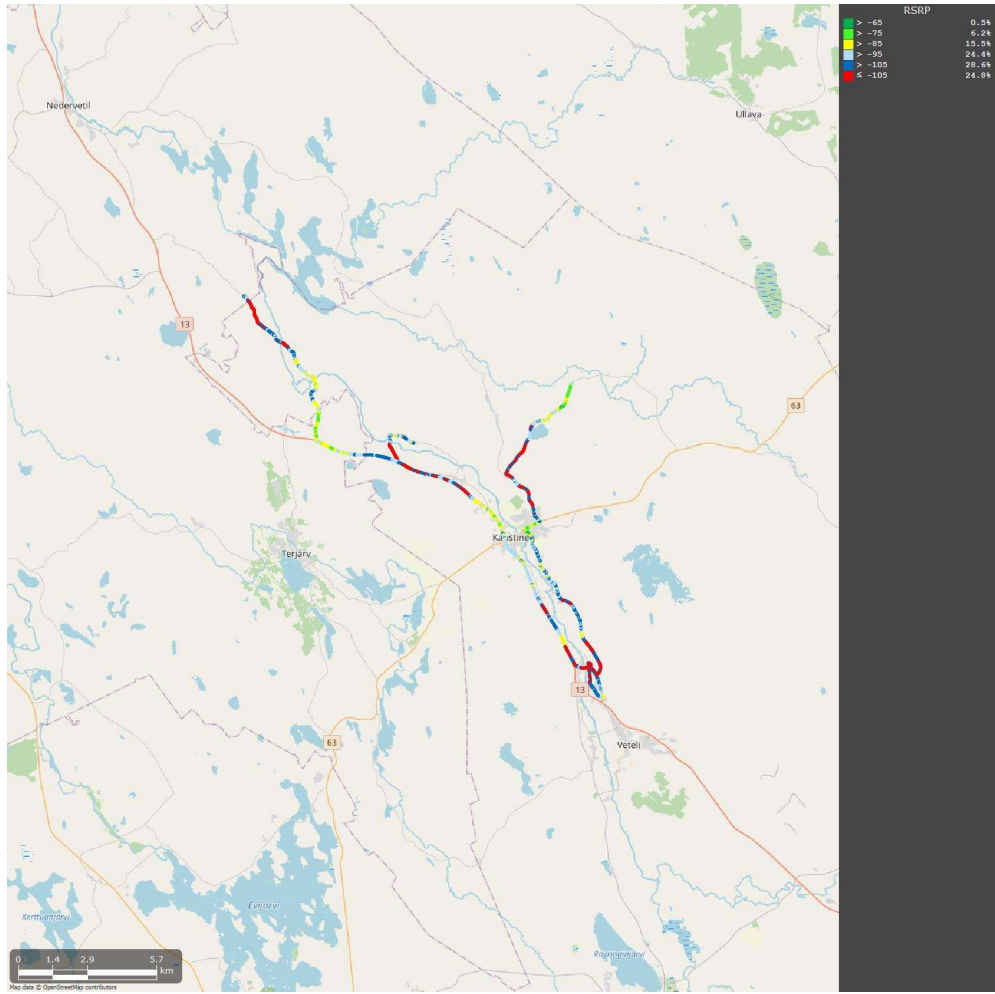 RSRP
> -65 0.5%
> -75 6.2%
> -85 15.5%
> -95 24.4%
> -105 28.6%
≤ -105 24.8%
Nedervetil
Ullava
13
63
Kaustinen
Terjärv
13
Veteli
63
Evijärvi
Kerttuanjärvi
Räyringinjärvi
0 1.4 2.9 5.7
km
Map data © OpenStreetMap contributors